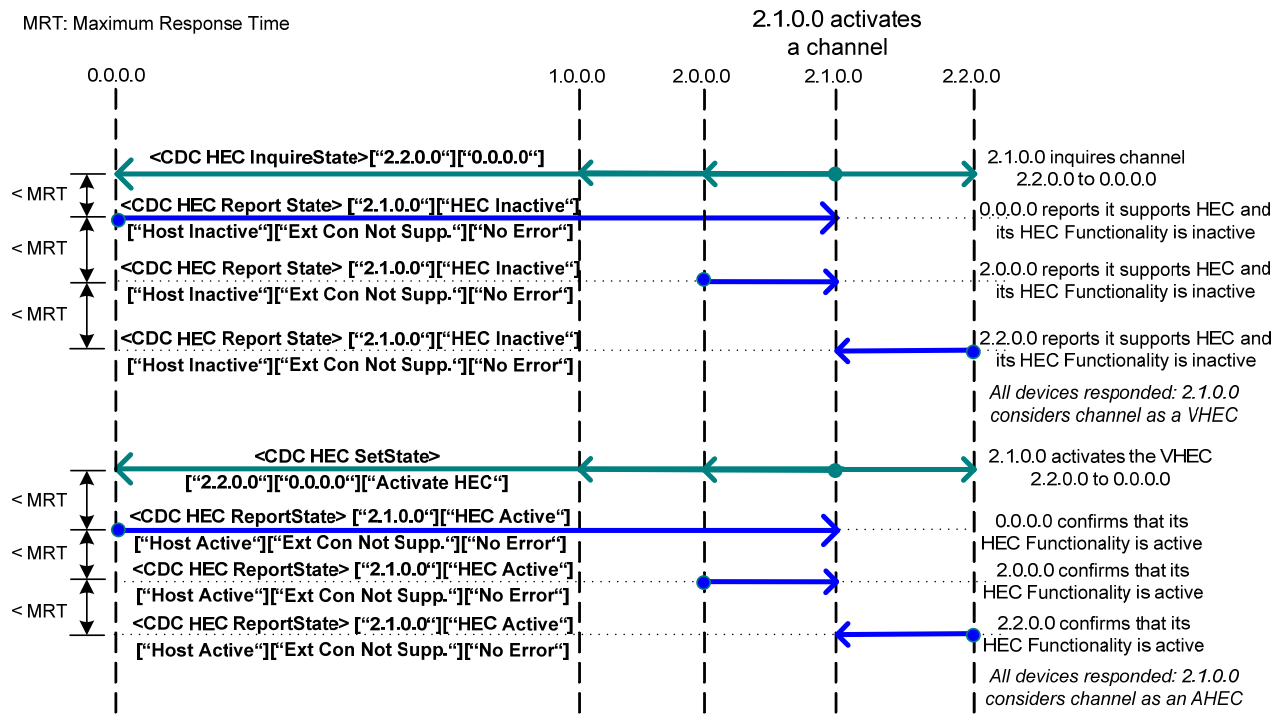 MRT: Maximum Response Time
2.1.0.0 activates
a channel
0.0.0.0
1.0.0.0
2.0.0.0
2.1.0.0
2.2.0.0
<CDC HEC InquireState>[“2.2.0.0“][“0.0.0.0“]
2.1.0.0 inquires channel
2.2.0.0 to 0.0.0.0
< MRT
<CDC HEC Report State> [“2.1.0.0“][“HEC Inactive“]
[“Host Inactive“][“Ext Con Not Supp.“][“No Error“]
0.0.0.0 reports it supports HEC and
its HEC Functionality is inactive
< MRT
<CDC HEC Report State> [“2.1.0.0“][“HEC Inactive“]
[“Host Inactive“][“Ext Con Not Supp.“][“No Error“]
2.0.0.0 reports it supports HEC and
its HEC Functionality is inactive
< MRT
<CDC HEC Report State> [“2.1.0.0“][“HEC Inactive“]
[“Host Inactive“][“Ext Con Not Supp.“][“No Error“]
2.2.0.0 reports it supports HEC and
its HEC Functionality is inactive
All devices responded: 2.1.0.0
considers channel as a VHEC
<CDC HEC SetState>
[“2.2.0.0“][“0.0.0.0“][“Activate HEC“]
2.1.0.0 activates the VHEC
2.2.0.0 to 0.0.0.0
< MRT
<CDC HEC ReportState> [“2.1.0.0“][“HEC Active“]
[“Host Active“][“Ext Con Not Supp.“][“No Error“]
0.0.0.0 confirms that its
HEC Functionality is active
< MRT
<CDC HEC ReportState> [“2.1.0.0“][“HEC Active“]
[“Host Active“][“Ext Con Not Supp.“][“No Error“]
2.0.0.0 confirms that its
HEC Functionality is active
< MRT
<CDC HEC ReportState> [“2.1.0.0“][“HEC Active“]
[“Host Active“][“Ext Con Not Supp.“][“No Error“]
2.2.0.0 confirms that its
HEC Functionality is active
All devices responded: 2.1.0.0
considers channel as an AHEC